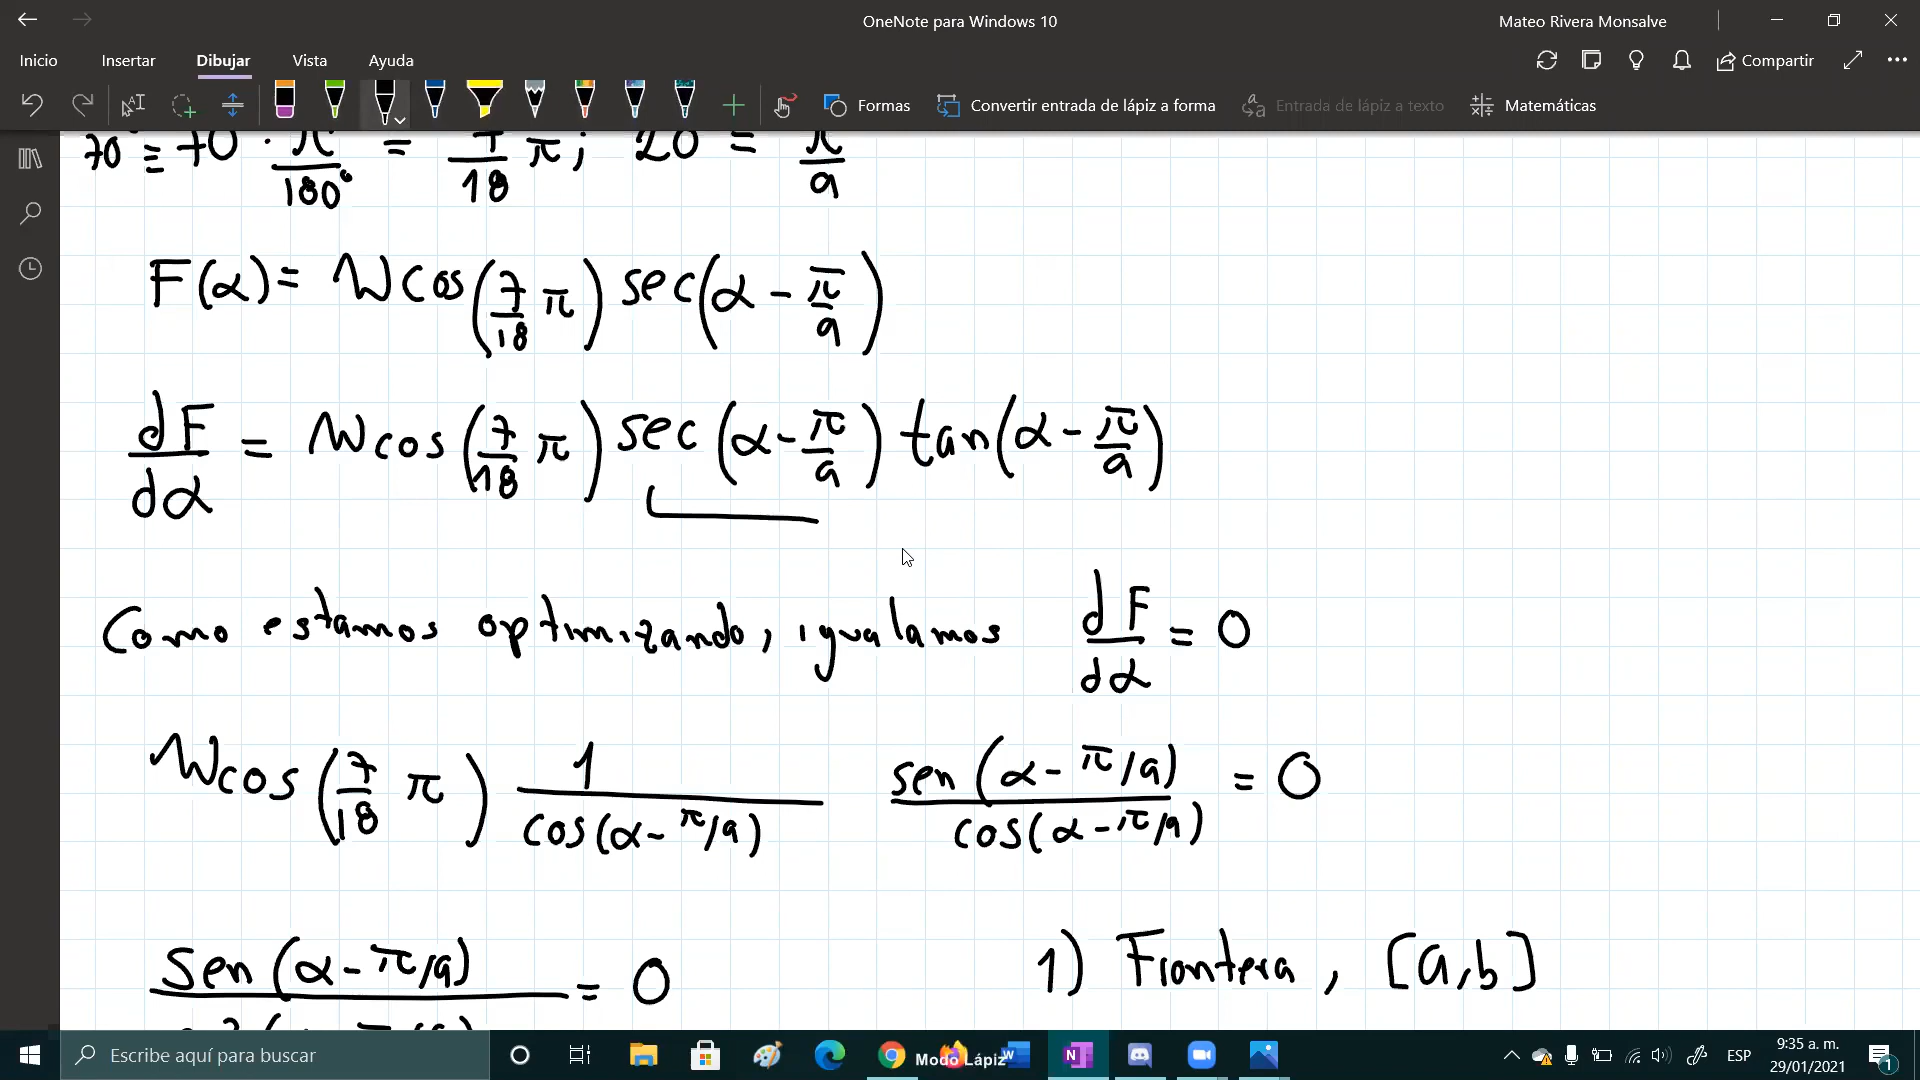 OneNote para Windows 10
Mateo Rivera Monsalve
Inicio Insertar Dibujar Vista Ayuda
Compartir
Formas Convertir entrada de lápiz a forma Entrada de lápiz a texto Matemáticas
70° ≡ 70 · π/180° = 7/18 π; 20 = π/9
F(α) = W cos(7/18 π) sec(α - π/9)
dF/dα = W cos(7/18 π) sec(α - π/9) tan(α - π/9)
Como estamos optimizando, igualamos dF/dα = 0
W cos(7/18 π) 1/cos(α - π/9) sen(α - π/9)/cos(α - π/9) = 0
sen(α - π/9)/ = 0
1) Frontera, [a,b]
Escribe aquí para buscar
Modo Lápiz
ESP
9:35 a. m.
29/01/2021
1